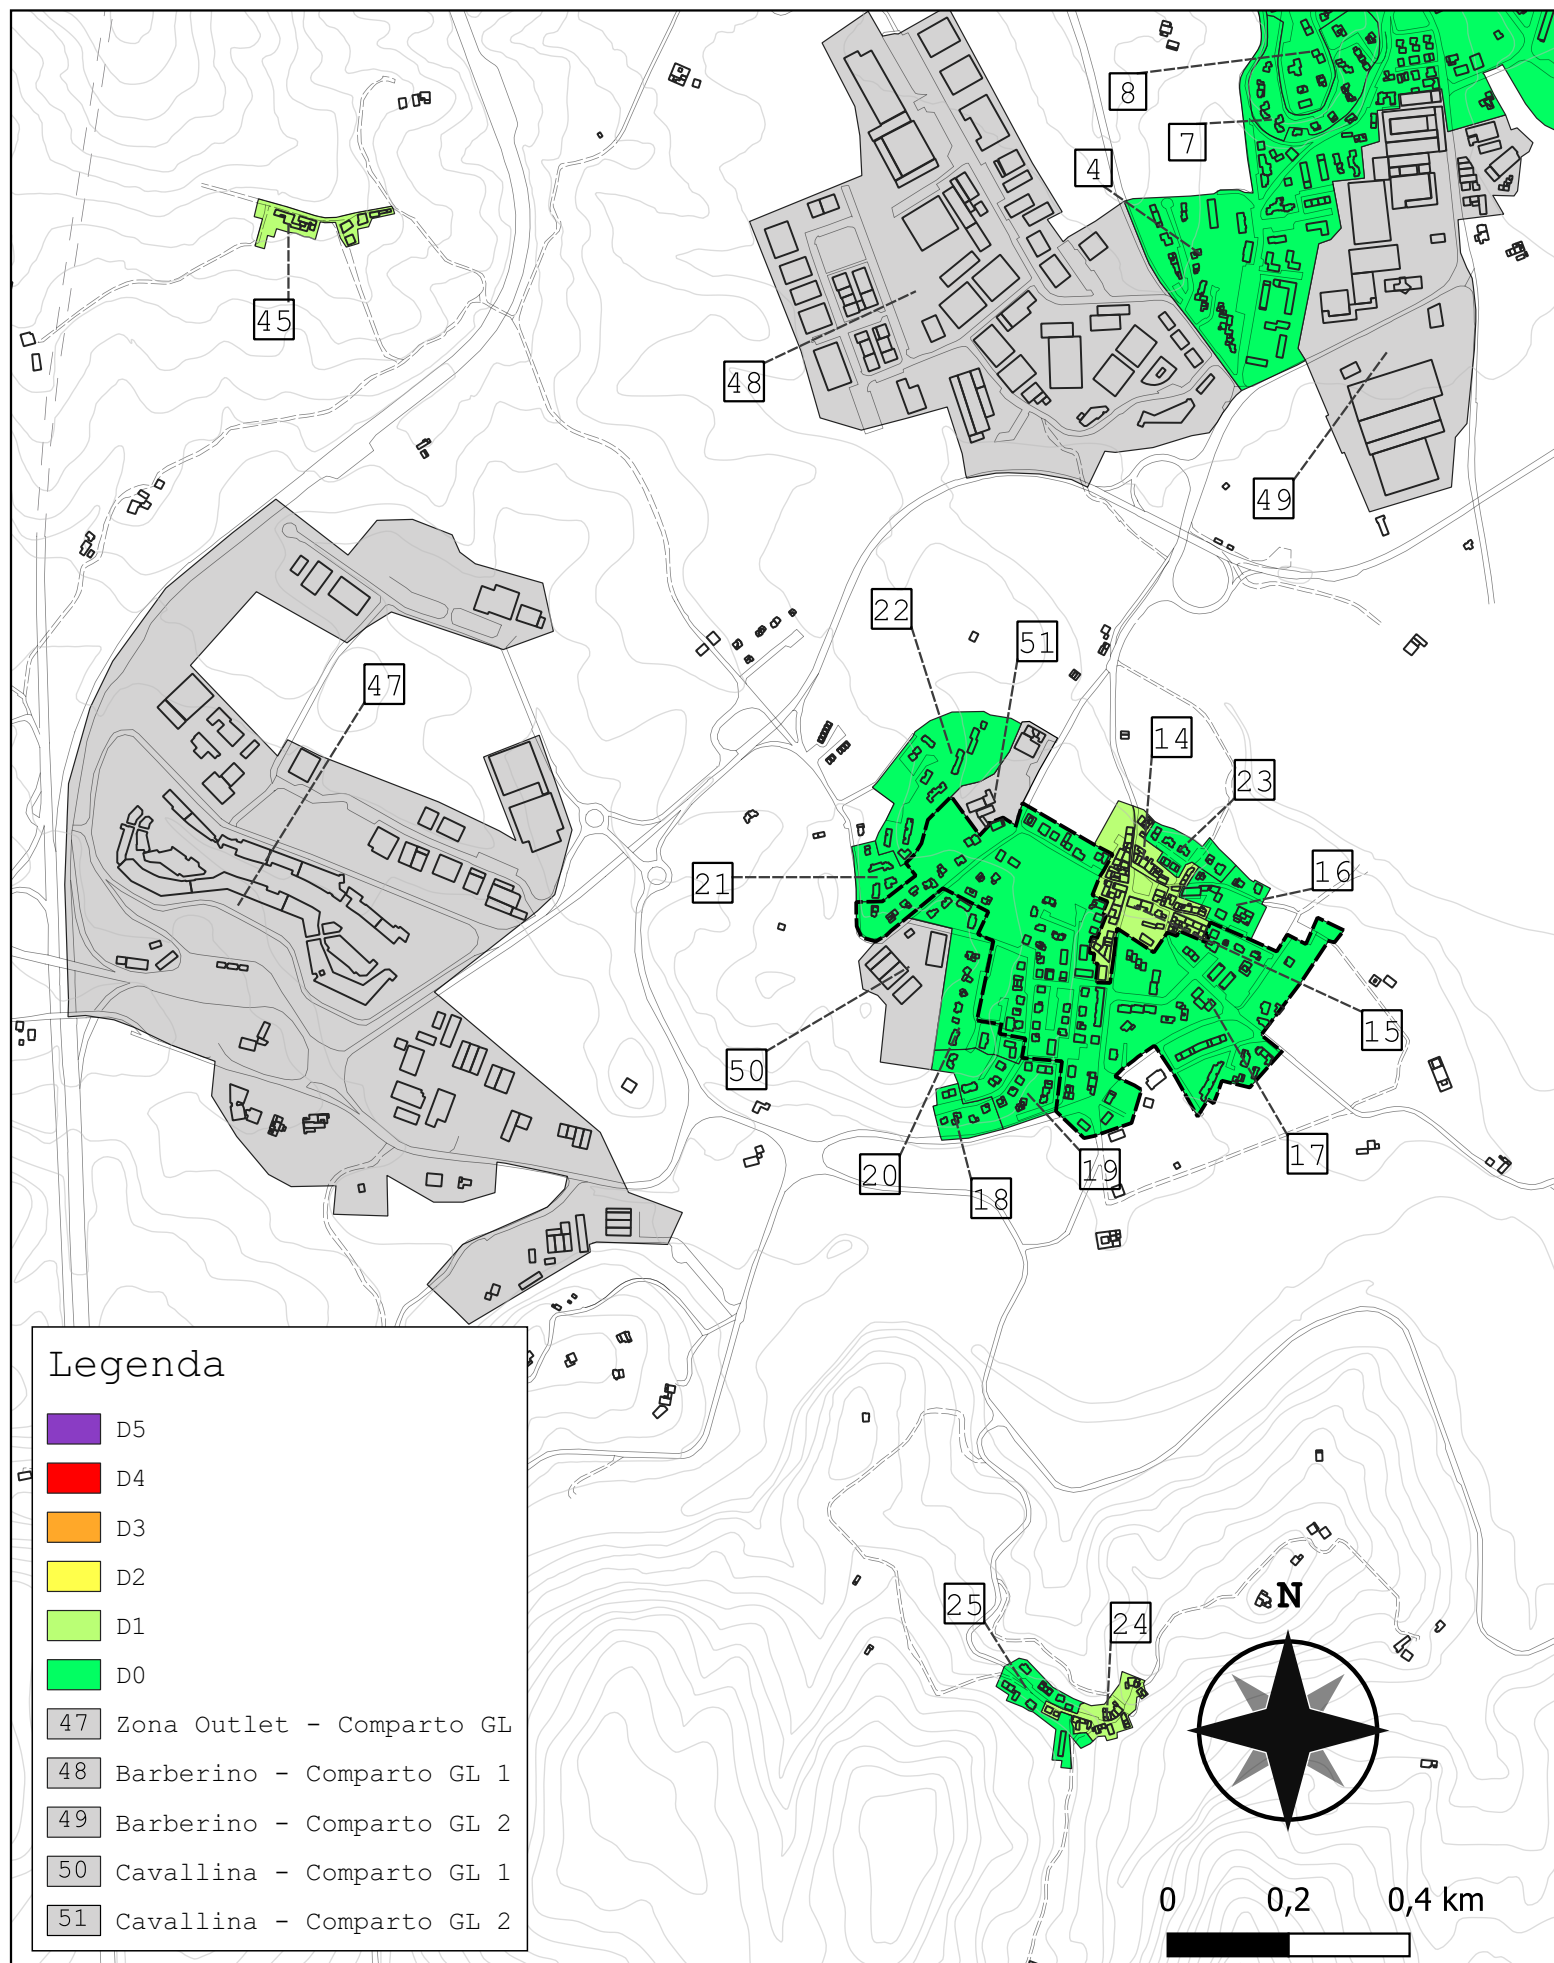 8
7
4
45
48
49
22
51
47
14
23
21
16
15
50
20
18
19
17
25
24
N
Legenda
D5
D4
D3
D2
D1
D0
47 Zona Outlet - Comparto GL
48 Barberino - Comparto GL 1
49 Barberino - Comparto GL 2
50 Cavallina - Comparto GL 1
51 Cavallina - Comparto GL 2
0 0,2 0,4 km